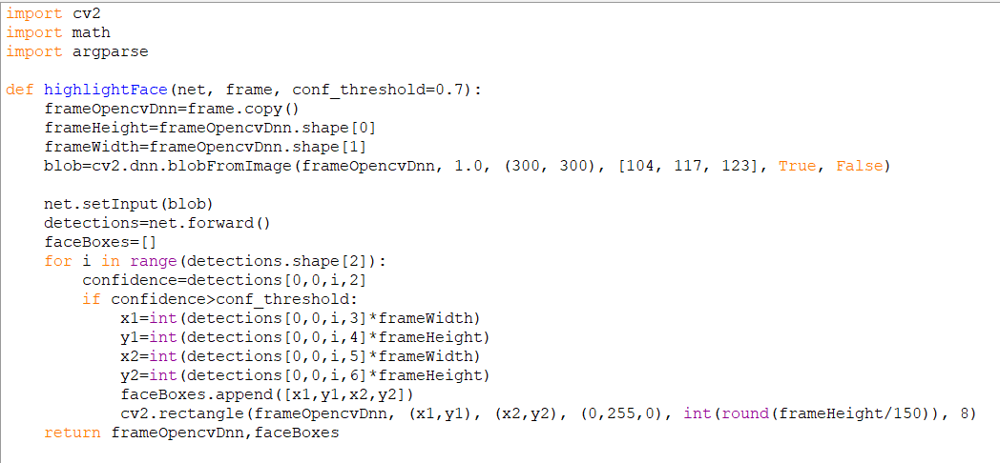 import cv2
import math
import argparse
def highlightFace(net, frame, conf_threshold=0.7):
    frameOpencvDnn=frame.copy()
    frameHeight=frameOpencvDnn.shape[0]
    frameWidth=frameOpencvDnn.shape[1]
    blob=cv2.dnn.blobFromImage(frameOpencvDnn, 1.0, (300, 300), [104, 117, 123], True, False)
    net.setInput(blob)
    detections=net.forward()
    faceBoxes=[]
    for i in range(detections.shape[2]):
        confidence=detections[0,0,i,2]
        if confidence>conf_threshold:
            x1=int(detections[0,0,i,3]*frameWidth)
            y1=int(detections[0,0,i,4]*frameHeight)
            x2=int(detections[0,0,i,5]*frameWidth)
            y2=int(detections[0,0,i,6]*frameHeight)
            faceBoxes.append([x1,y1,x2,y2])
            cv2.rectangle(frameOpencvDnn, (x1,y1), (x2,y2), (0,255,0), int(round(frameHeight/150)), 8)
    return frameOpencvDnn,faceBoxes